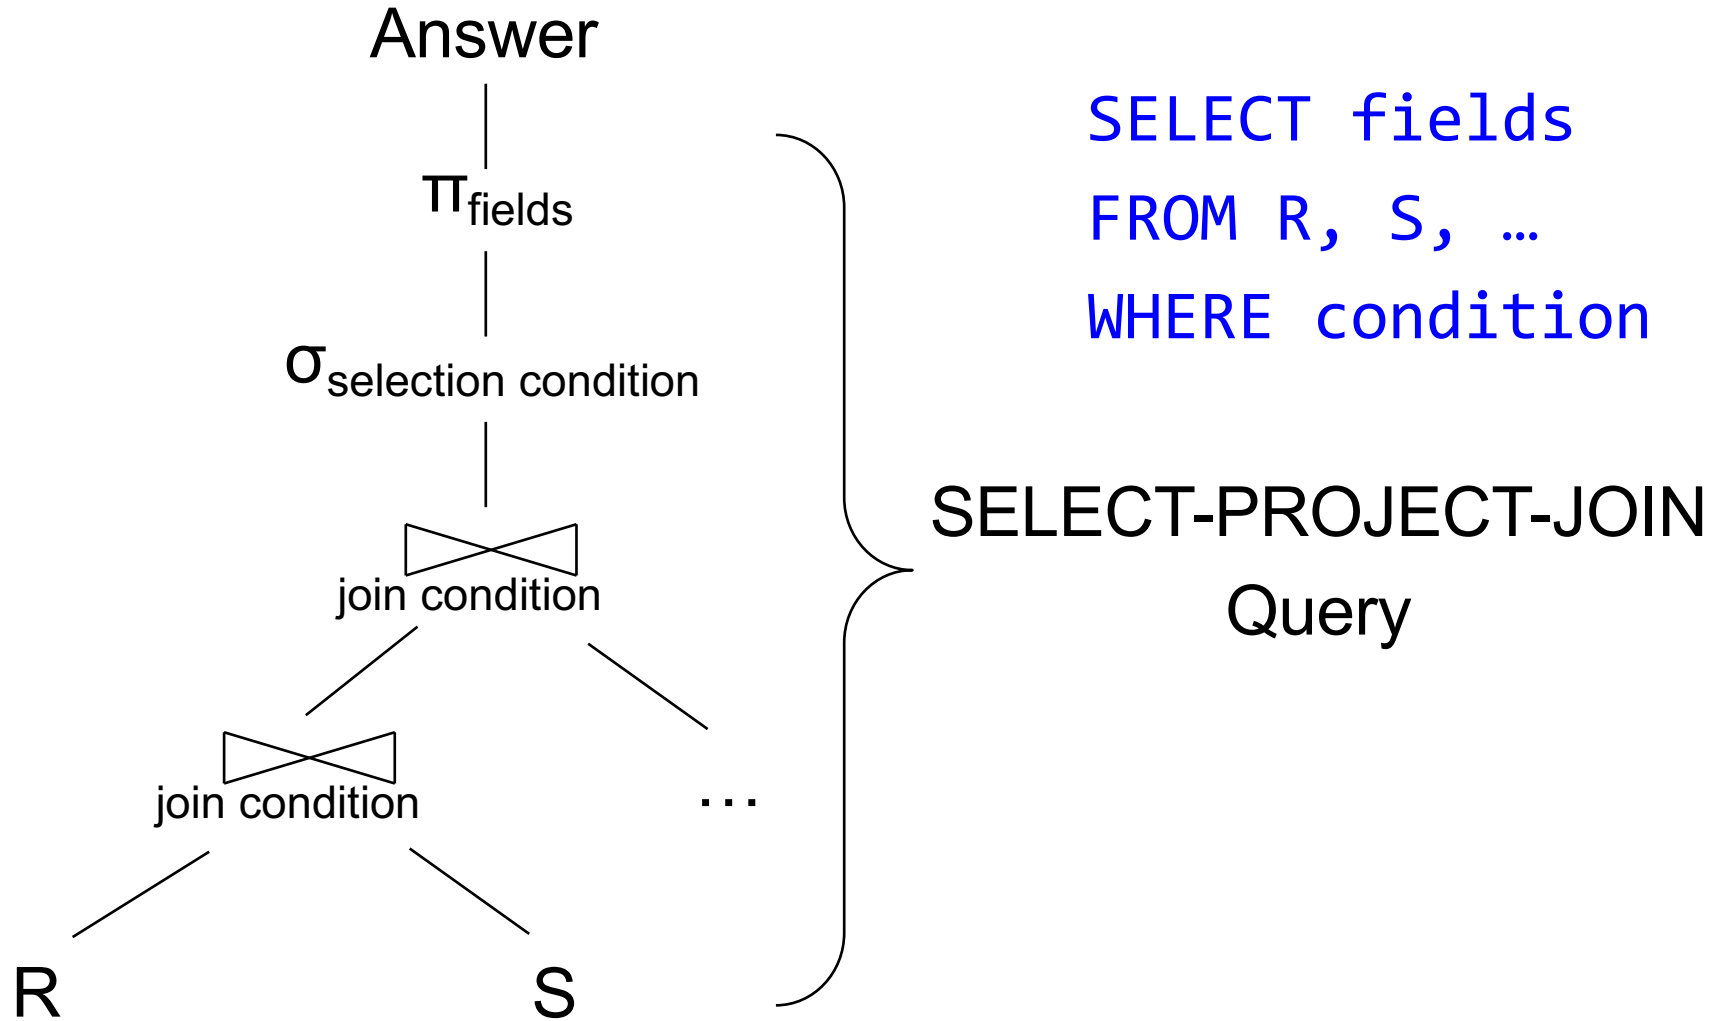 Answer
πfields
σselection condition
join condition
join condition
…
R
S
SELECT fields
FROM R, S, …
WHERE condition
SELECT-PROJECT-JOIN
Query